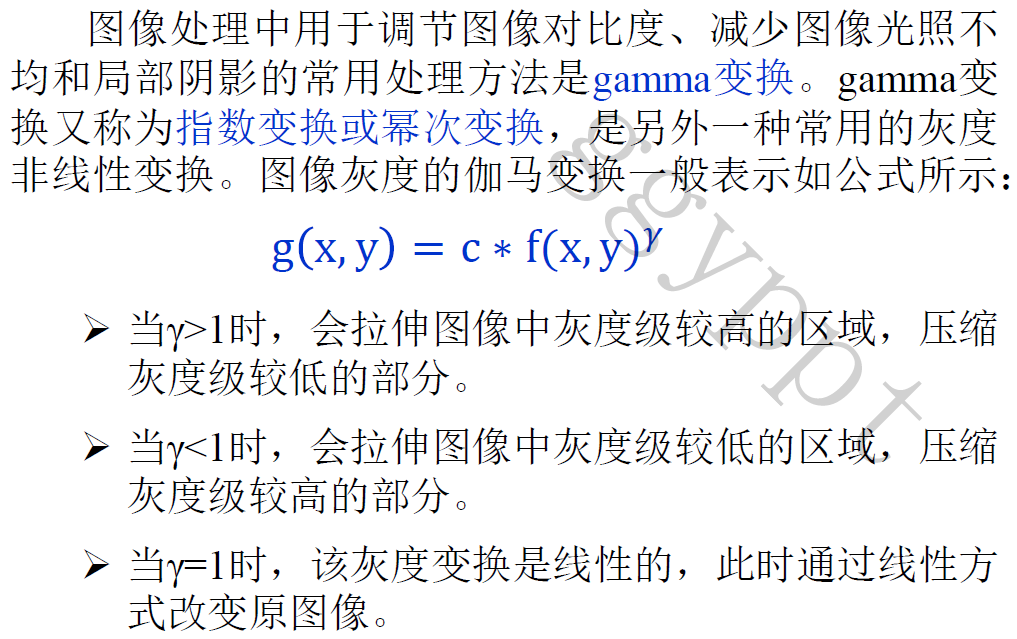 图像处理中用于调节图像对比度、减少图像光照不
均和局部阴影的常用处理方法是gamma变换。gamma变
换又称为指数变换或幂次变换，是另外一种常用的灰度
非线性变换。图像灰度的伽马变换一般表示如公式所示：
g(x, y) = c ∗ f(x, y)^γ
➢ 当γ>1时，会拉伸图像中灰度级较高的区域，压缩
灰度级较低的部分。
➢ 当γ<1时，会拉伸图像中灰度级较低的区域，压缩
灰度级较高的部分。
➢ 当γ=1时，该灰度变换是线性的，此时通过线性方
式改变原图像。
ggyppt